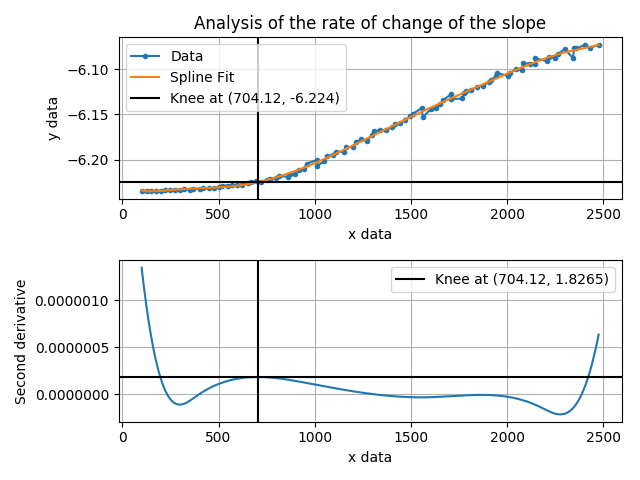 Analysis of the rate of change of the slope
Data
Spline Fit
Knee at (704.12, -6.224)
y data
−6.10
−6.15
−6.20
0 500 1000 1500 2000 2500
x data
Knee at (704.12, 1.8265)
Second derivative
0.0000010
0.0000005
0.0000000
0 500 1000 1500 2000 2500
x data